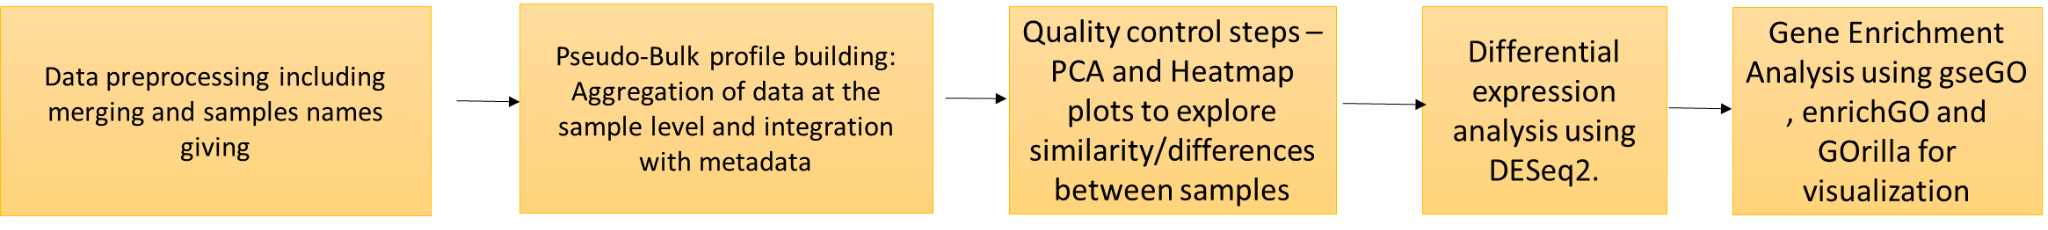 Data preprocessing including
merging and samples names
giving
Pseudo-Bulk profile building:
Aggregation of data at the
sample level and integration
with metadata
Quality control steps –
PCA and Heatmap
plots to explore
similarity/differences
between samples
Differential
expression
analysis using
DESeq2.
Gene Enrichment
Analysis using gseGO
, enrichGO and
GOrilla for
visualization